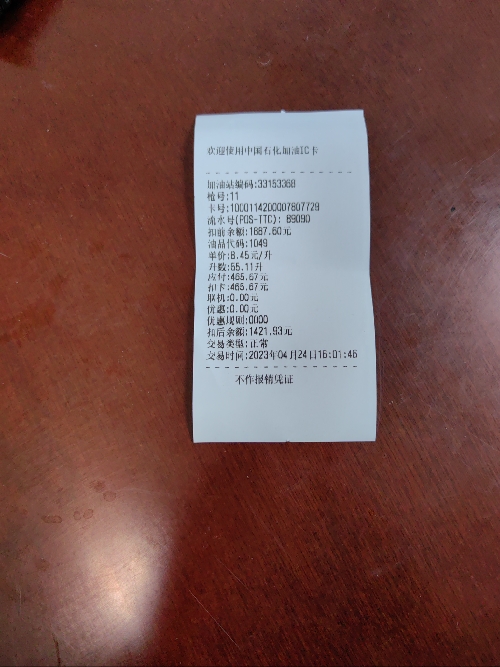 欢迎使用中国石化加油IC卡
加油站编码:33153368
枪号:11
卡号:1000114200007807729
流水号(POS-TTC): 89090
扣前余额:1887.60元
油品代码:1049
单价:8.45元/升
升数:55.11升
应付:465.67元
扣卡:465.67元
取机:0.00元
优惠:0.00元
优惠规则:0000
扣后余额:1421.93元
交易类型:正常
交易时间:2023年04月24日16:01:46
不作报销凭证